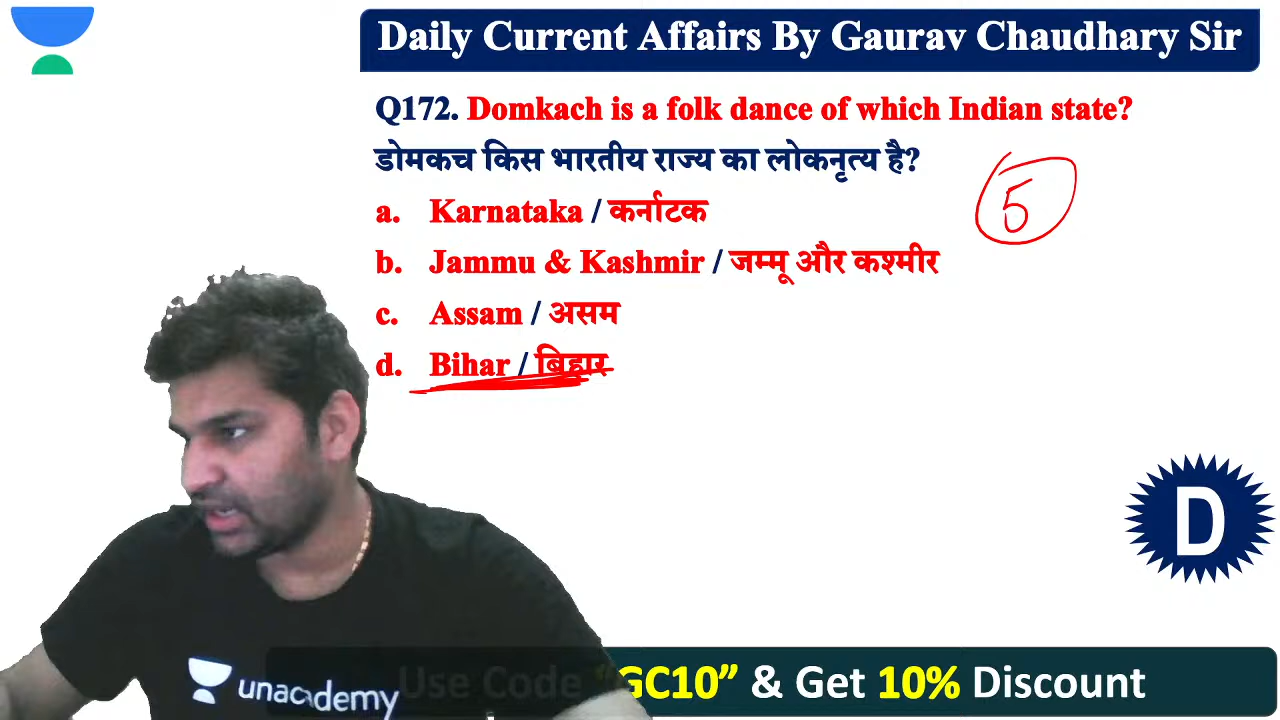 Daily Current Affairs By Gaurav Chaudhary Sir
Q172. Domkach is a folk dance of which Indian state?
डोमकच किस भारतीय राज्य का लोकनृत्य है?
5
a. Karnataka / कर्नाटक
b. Jammu & Kashmir / जम्मू और कश्मीर
c. Assam / असम
d. Bihar / बिहार
D
Use Code “GC10” & Get 10% Discount
unacademy